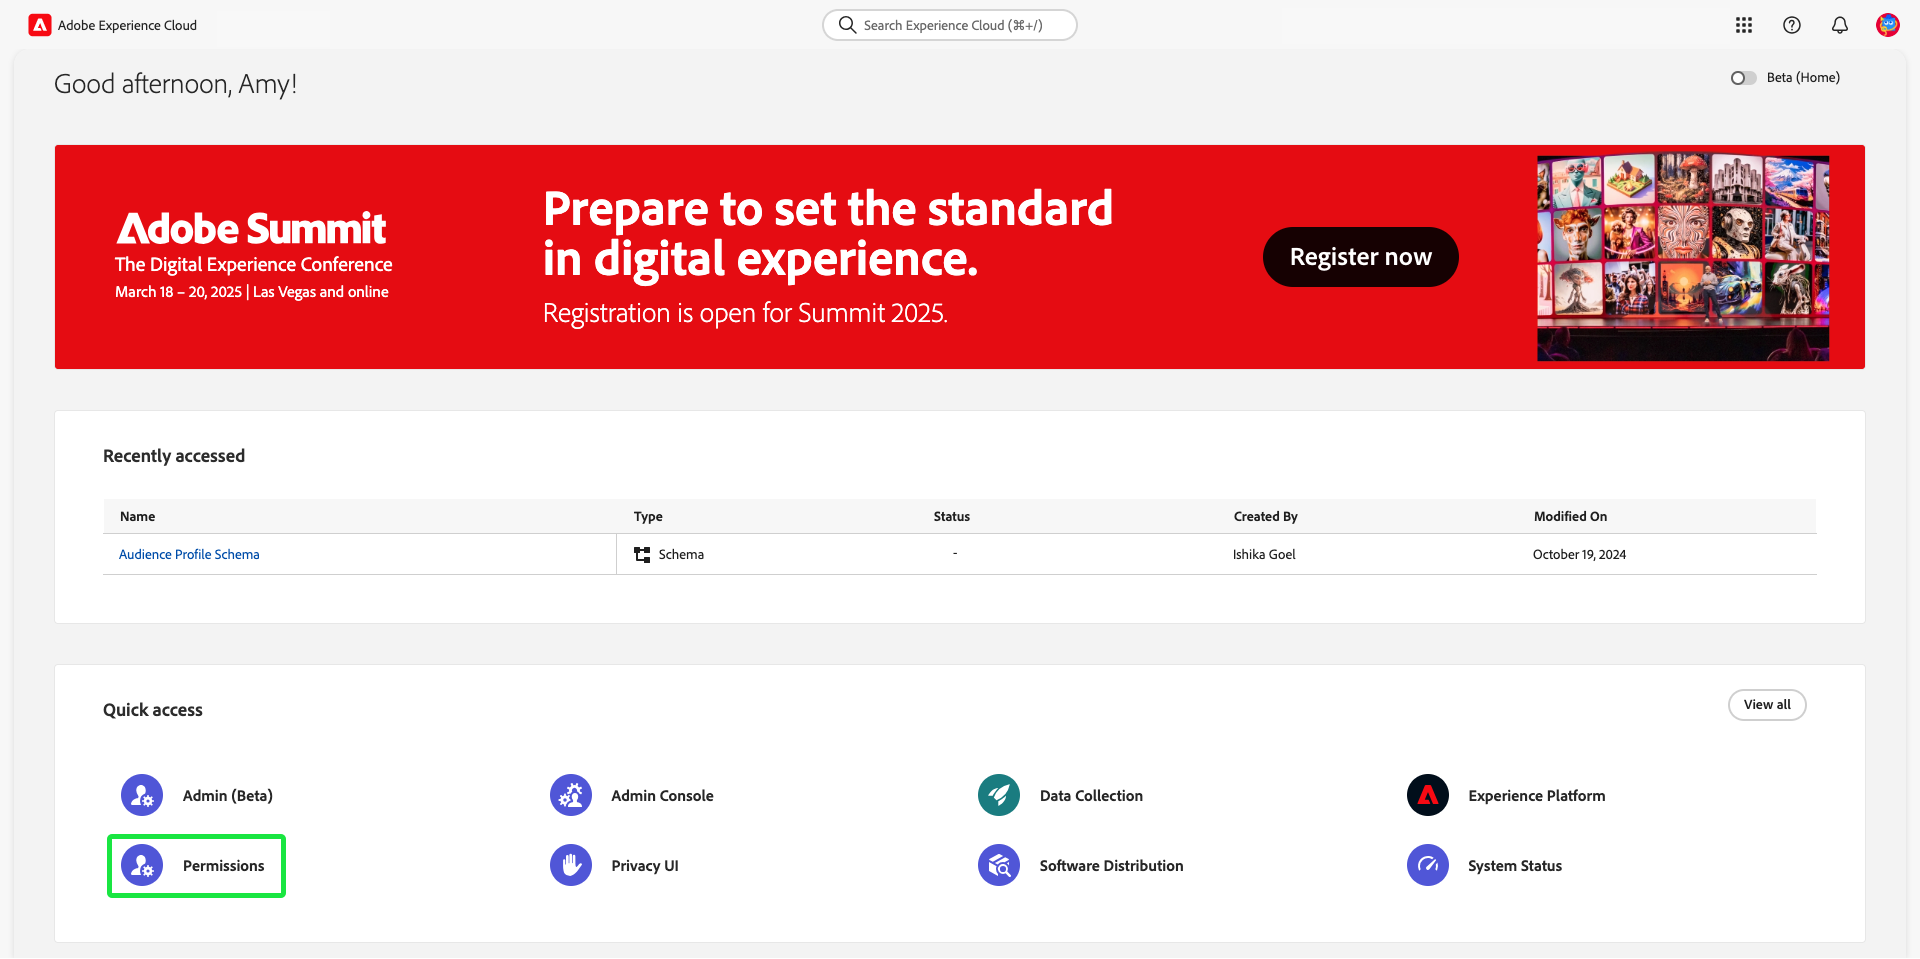 Adobe Experience Cloud
Search Experience Cloud (⌘+/)
Good afternoon, Amy!
Beta (Home)
Adobe Summit
The Digital Experience Conference
March 18 – 20, 2025 | Las Vegas and online
Prepare to set the standard
in digital experience.
Registration is open for Summit 2025.
Register now
Recently accessed
Name Type Status Created By Modified On
Audience Profile Schema Schema - Ishika Goel October 19, 2024
Quick access
View all
Admin (Beta) Admin Console Data Collection Experience Platform
Permissions Privacy UI Software Distribution System Status